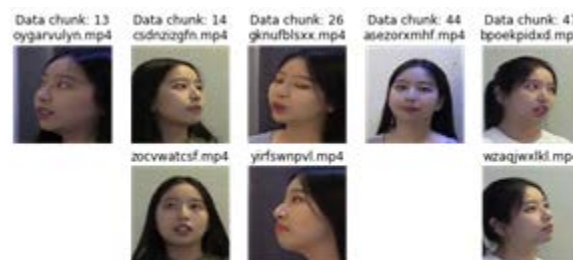 Data chunk: 13
oygarvulyn.mp4
Data chunk: 14
csdnzizgfn.mp4
Data chunk: 26
gknufblsxx.mp4
Data chunk: 44
asezorxmhf.mp4
Data chunk: 
bpoekpidxd.mp
zocvwatcsf.mp4
yirfswnpvl.mp4
wzaqjwxlkl.mp